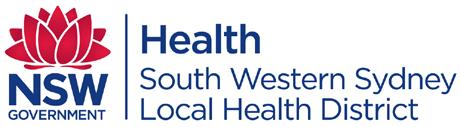 NSW
GOVERNMENT
Health
South Western Sydney
Local Health District